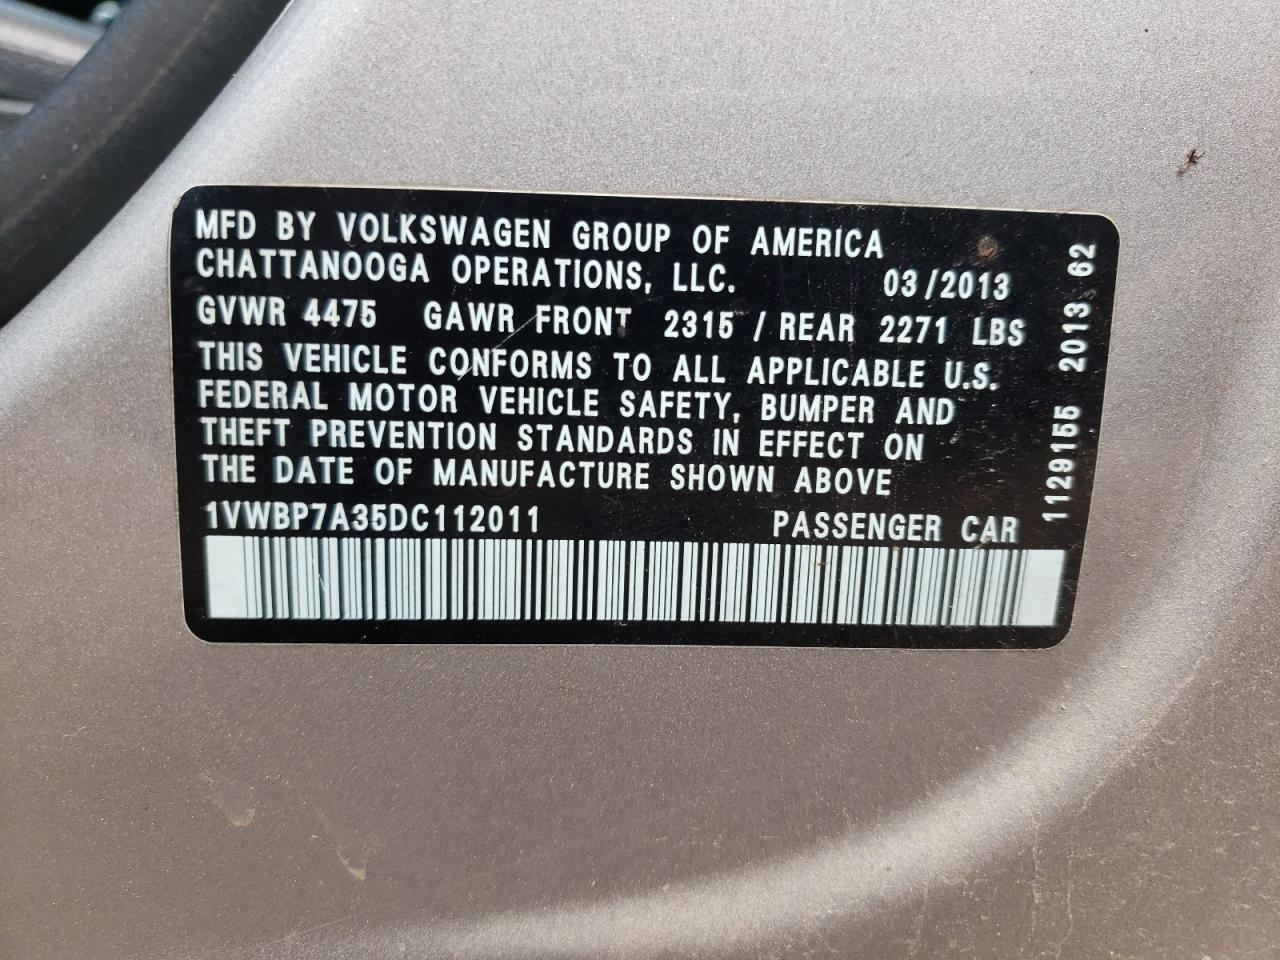 MFD BY VOLKSWAGEN GROUP OF AMERICA
CHATTANOOGA OPERATIONS, LLC. 03/2013
GVWR 4475 GAWR FRONT 2315 / REAR 2271 LBS
THIS VEHICLE CONFORMS TO ALL APPLICABLE U.S.
FEDERAL MOTOR VEHICLE SAFETY, BUMPER AND
THEFT PREVENTION STANDARDS IN EFFECT ON
THE DATE OF MANUFACTURE SHOWN ABOVE
1VWBP7A35DC112011 PASSENGER CAR
1129155 2013 62